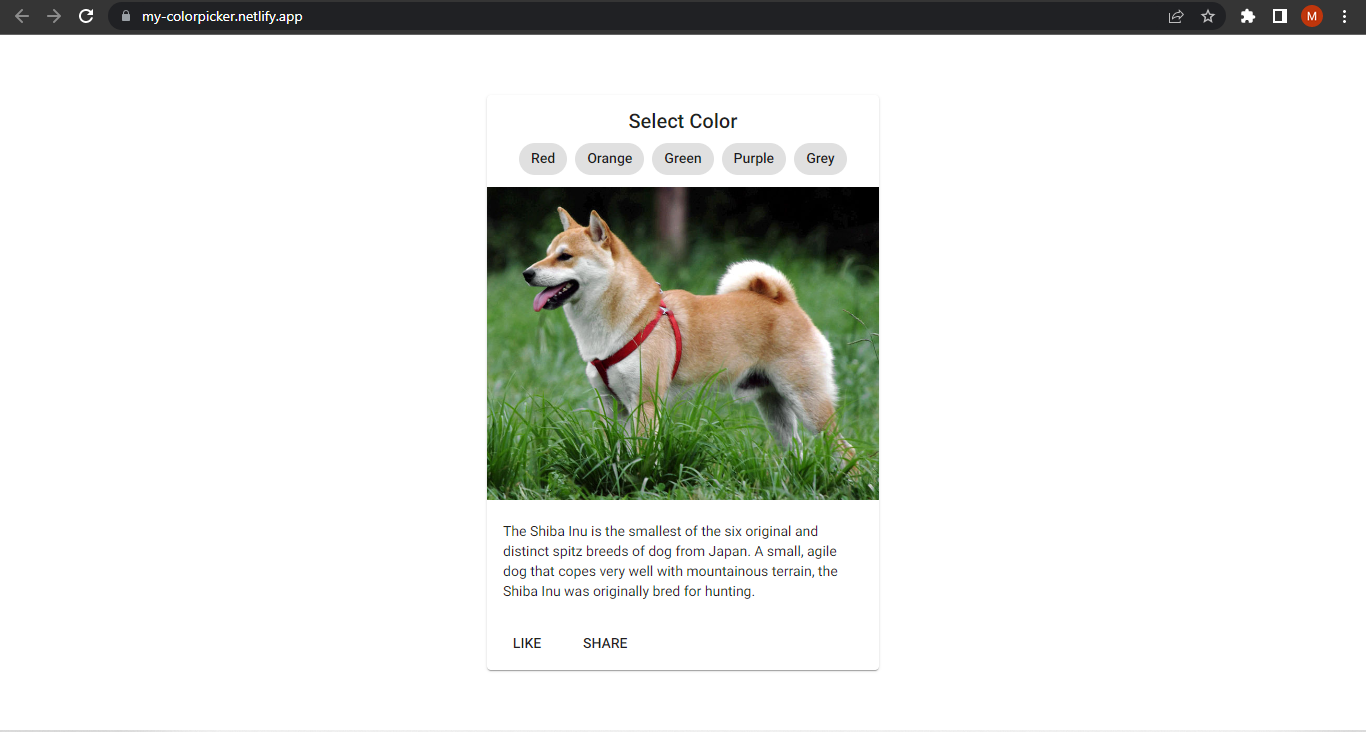 my-colorpicker.netlify.app
M
Select Color
Red Orange Green Purple Grey
The Shiba Inu is the smallest of the six original and
distinct spitz breeds of dog from Japan. A small, agile
dog that copes very well with mountainous terrain, the
Shiba Inu was originally bred for hunting.
LIKE SHARE